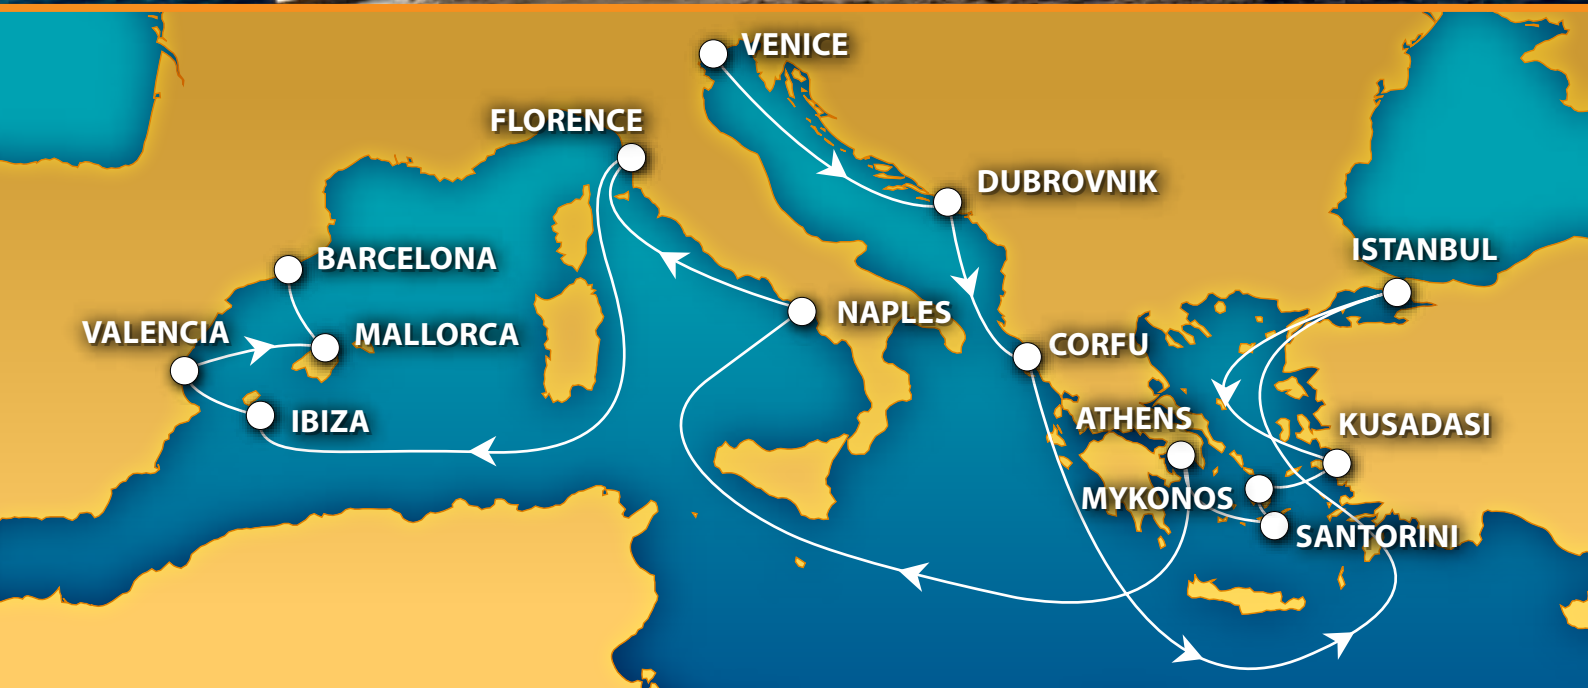 VENICE
FLORENCE
DUBROVNIK
ISTANBUL
BARCELONA
NAPLES
VALENCIA
MALLORCA
CORFU
IBIZA
ATHENS
KUSADASI
MYKONOS
SANTORINI